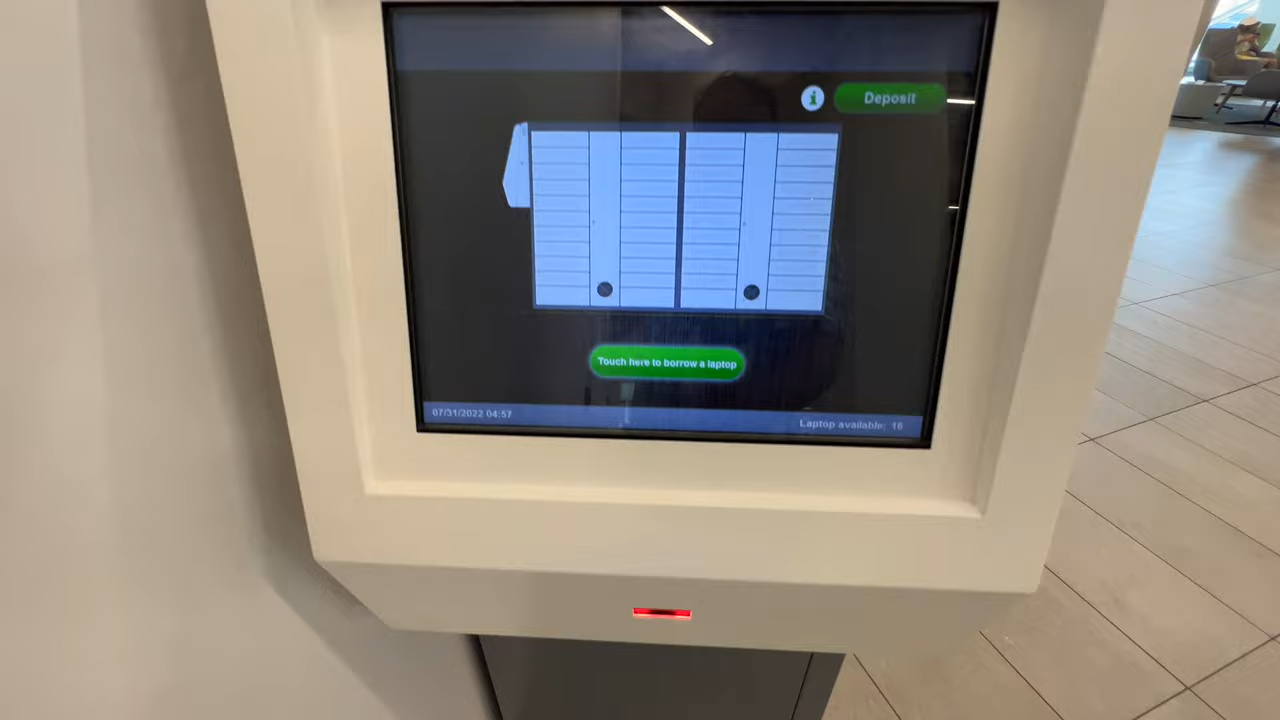 i Deposit
Touch here to borrow a laptop
07/31/2022 04:57
Laptop available: 16